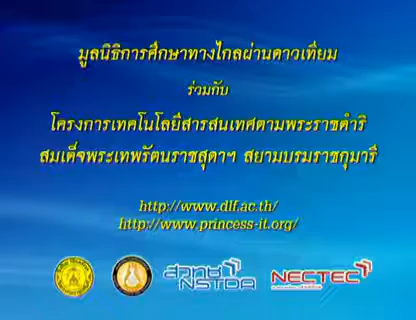 มูลนิธิการศึกษาทางไกลผ่านดาวเทียม
ร่วมกับ
โครงการเทคโนโลยีสารสนเทศตามพระราชดำริ
สมเด็จพระเทพรัตนราชสุดาฯ สยามบรมราชกุมารี
http://www.dlf.ac.th/
http://www.princess-it.org/
สวทช
NSTDA
NECTEC